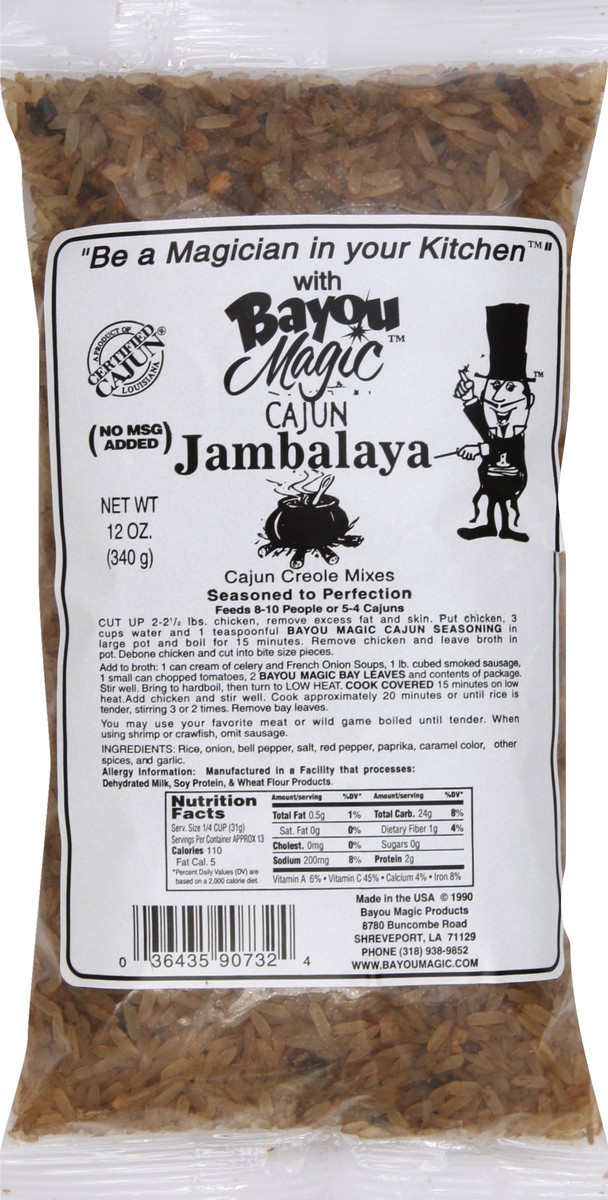 "Be a Magician in your Kitchen™"
with
Bayou
Magic™
CAJUN
Jambalaya
A PRODUCT OF
CERTIFIED
CAJUN®
LOUISIANA
(NO MSG
ADDED)
TM
NET WT
12 OZ.
(340 g)
Cajun Creole Mixes
Seasoned to Perfection
Feeds 8-10 People or 5-4 Cajuns
CUT UP 2-2½ lbs. chicken, remove excess fat and skin. Put chicken, 3
cups water and 1 teaspoonful BAYOU MAGIC CAJUN SEASONING in
large pot and boil for 15 minutes. Remove chicken and leave broth in
pot. Debone chicken and cut into bite size pieces.
Add to broth: 1 can cream of celery and French Onion Soups, 1 lb. cubed smoked sausage,
1 small can chopped tomatoes, 2 BAYOU MAGIC BAY LEAVES and contents of package.
Stir well. Bring to hardboil, then turn to LOW HEAT. COOK COVERED 15 minutes on low
heat.Add chicken and stir well. Cook approximately 20 minutes or until rice is
tender, stirring 3 or 2 times. Remove bay leaves.
You may use your favorite meat or wild game boiled until tender. When
using shrimp or crawfish, omit sausage.
INGREDIENTS: Rice, onion, bell pepper, salt, red pepper, paprika, caramel color, other
spices, and garlic.
Allergy Information: Manufactured in a Facility that processes:
Dehydrated Milk, Soy Protein, & Wheat Flour Products.
Nutrition
Facts
Serv. Size 1/4 CUP (31g)
Servings Per Container APPROX 13
Calories 110
Fat Cal. 5
*Percent Daily Values (DV) are
based on a 2,000 calorie diet.
Amount/serving %DV* Amount/serving %DV*
Total Fat 0.5g 1% Total Carb. 24g 8%
Sat. Fat 0g 0% Dietary Fiber 1g 4%
Cholest. 0mg 0% Sugars 0g
Sodium 200mg 8% Protein 2g
Vitamin A 6% • Vitamin C 45% • Calcium 4% • Iron 8%
0 36435 90732 4
Made in the USA © 1990
Bayou Magic Products
8780 Buncombe Road
SHREVEPORT, LA 71129
PHONE (318) 938-9852
WWW.BAYOUMAGIC.COM